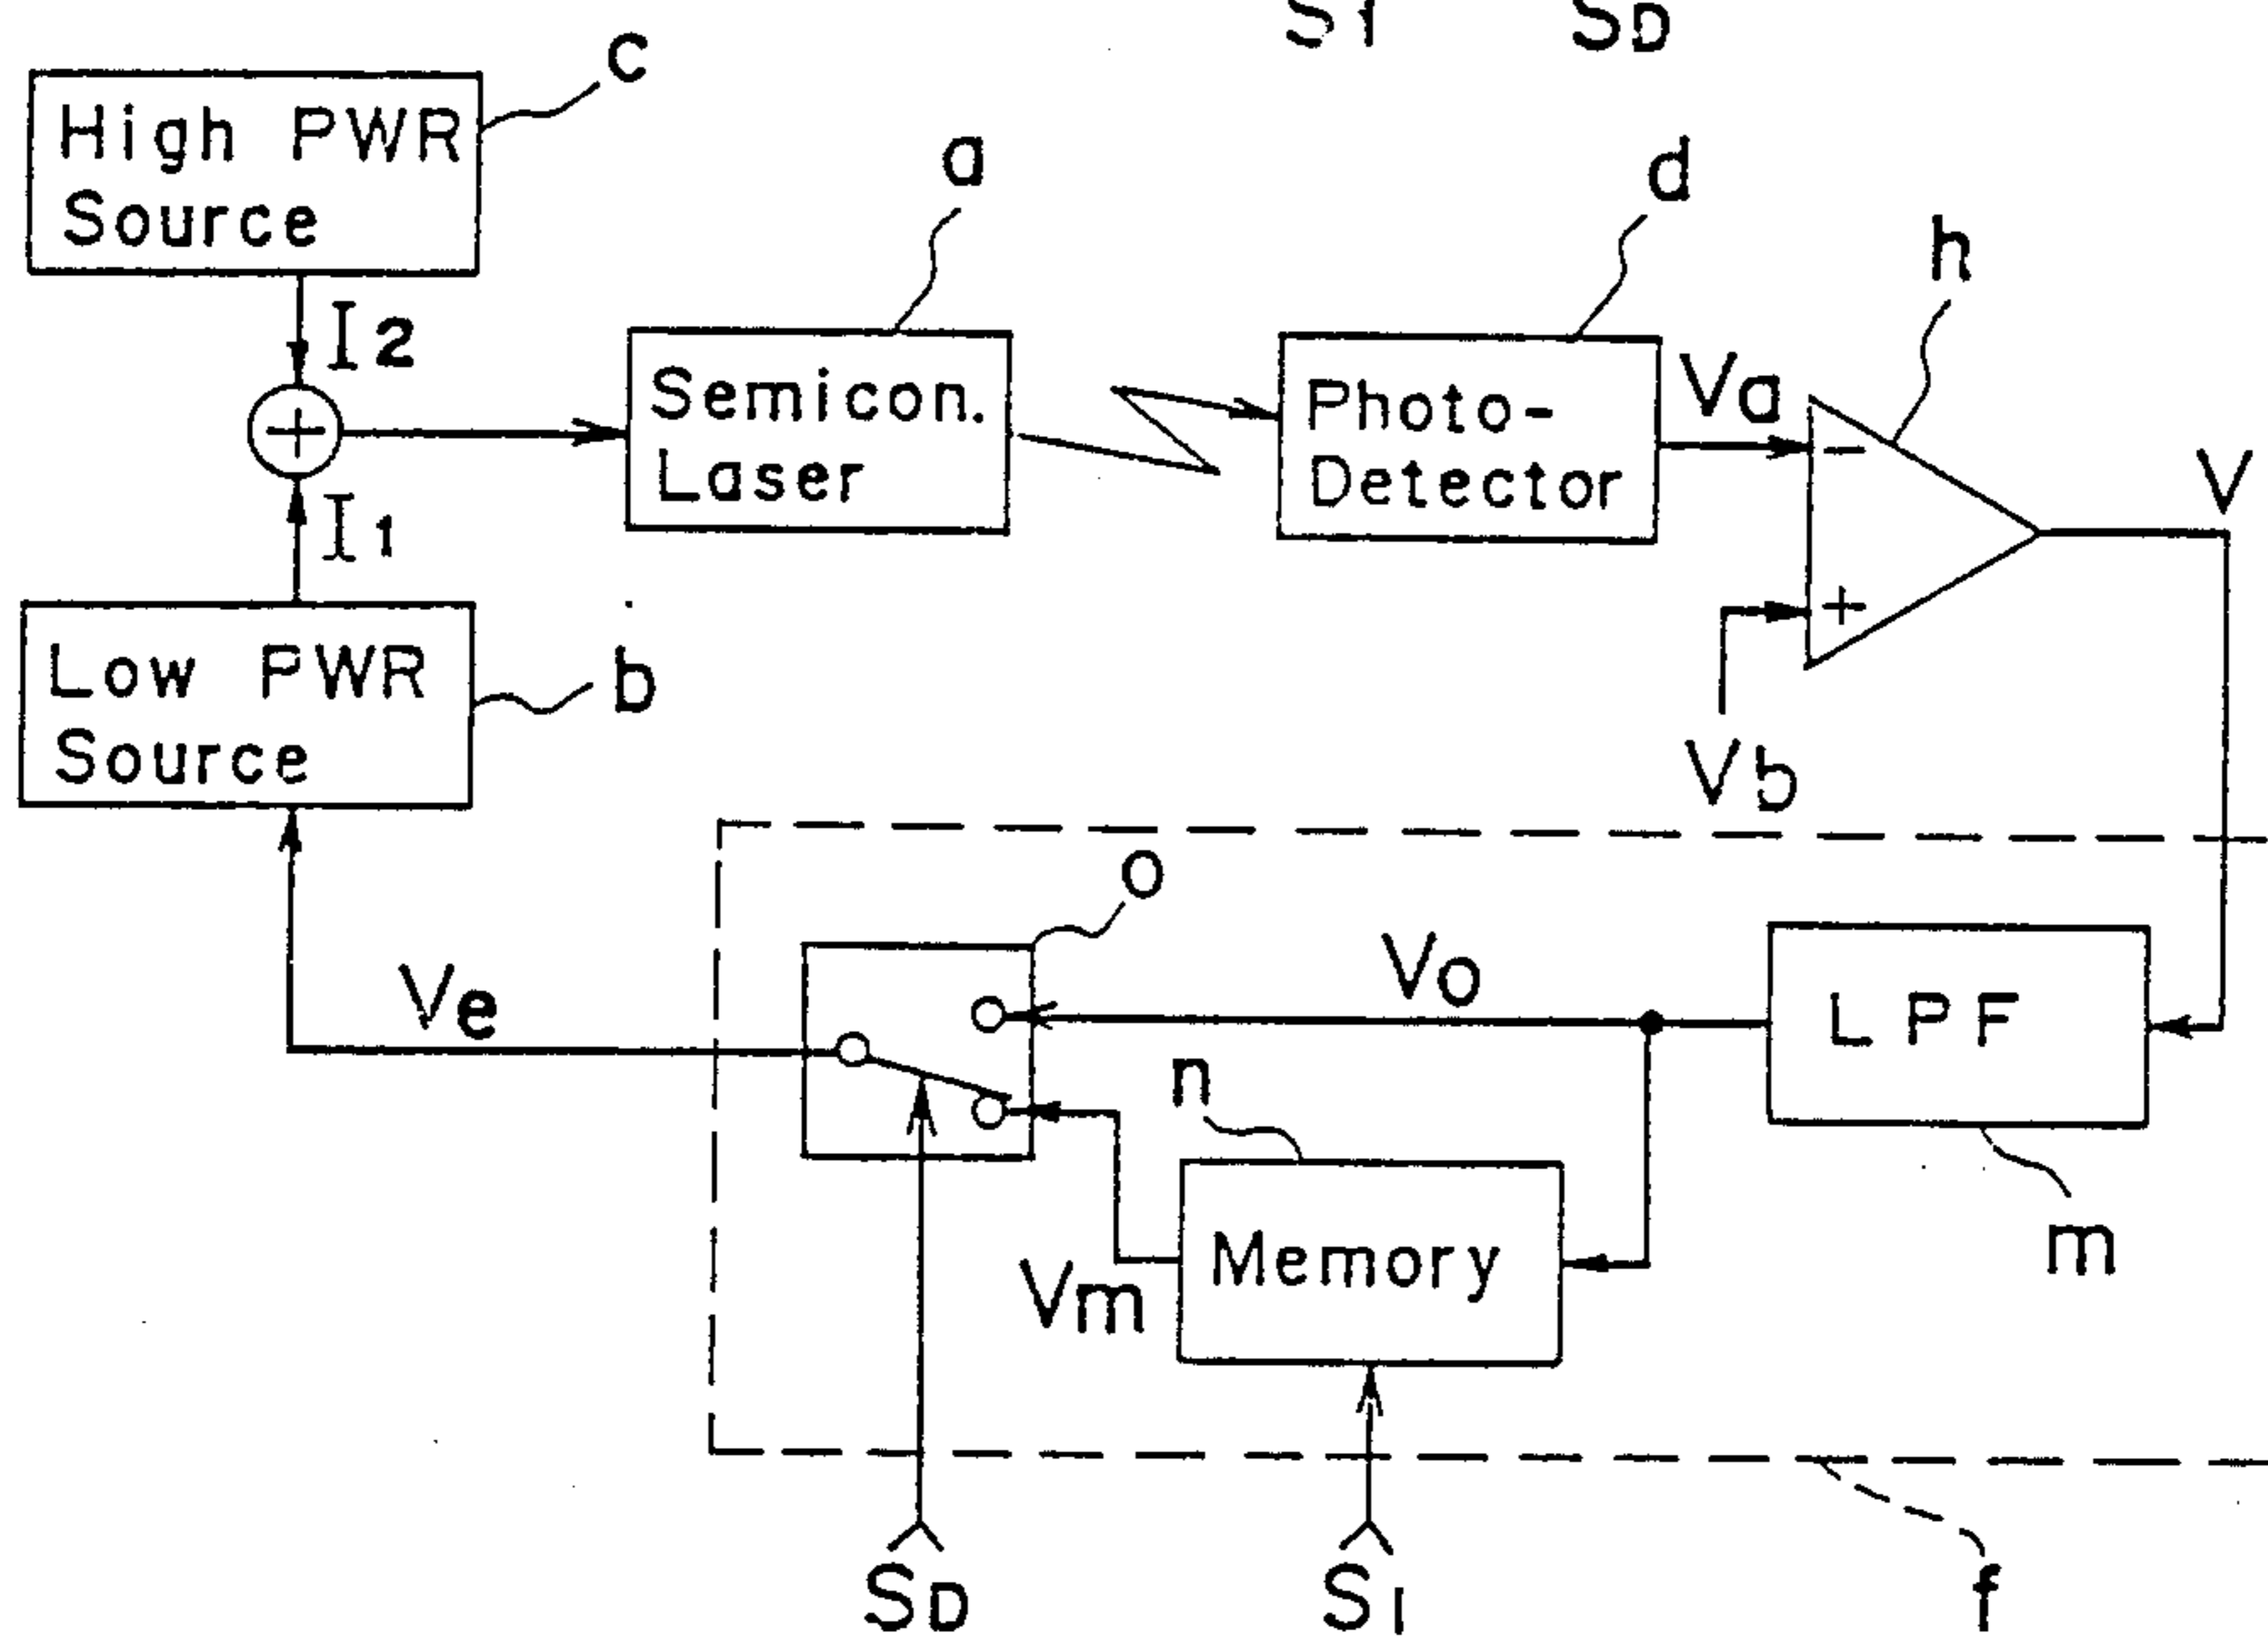 S1 SD
c
High PWR
Source
a
d
h
I2
Semicon.
Laser
Photo-
Detector
Va
−
V
+
I1
+
Low PWR
Source
b
Vb
o
Ve
Vo
LPF
n
Memory
Vm
m
SD
S1
f